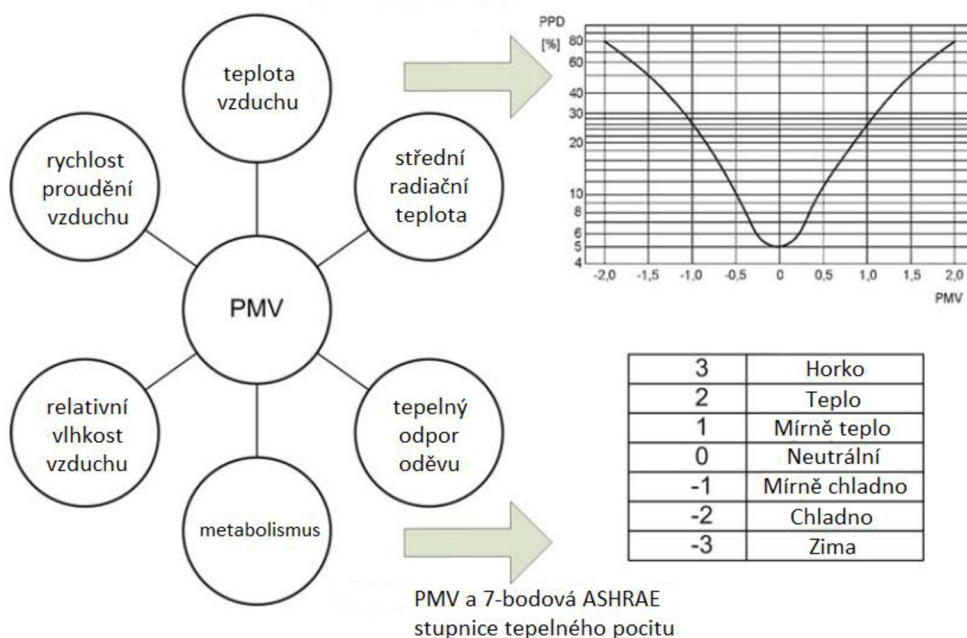 teplota
vzduchu
rychlost
proudění
vzduchu
střední
radiační
teplota
PMV
relativní
vlhkost
vzduchu
tepelný
odpor
oděvu
metabolismus
PPD
[%]
80
60
40
30
20
10
8
6
5
4
-2,0 -1,5 -1,0 -0,5 0 0,5 1,0 1,5 2,0
PMV
3 Horko
2 Teplo
1 Mírně teplo
0 Neutrální
-1 Mírně chladno
-2 Chladno
-3 Zima
PMV a 7-bodová ASHRAE
stupnice tepelného pocitu